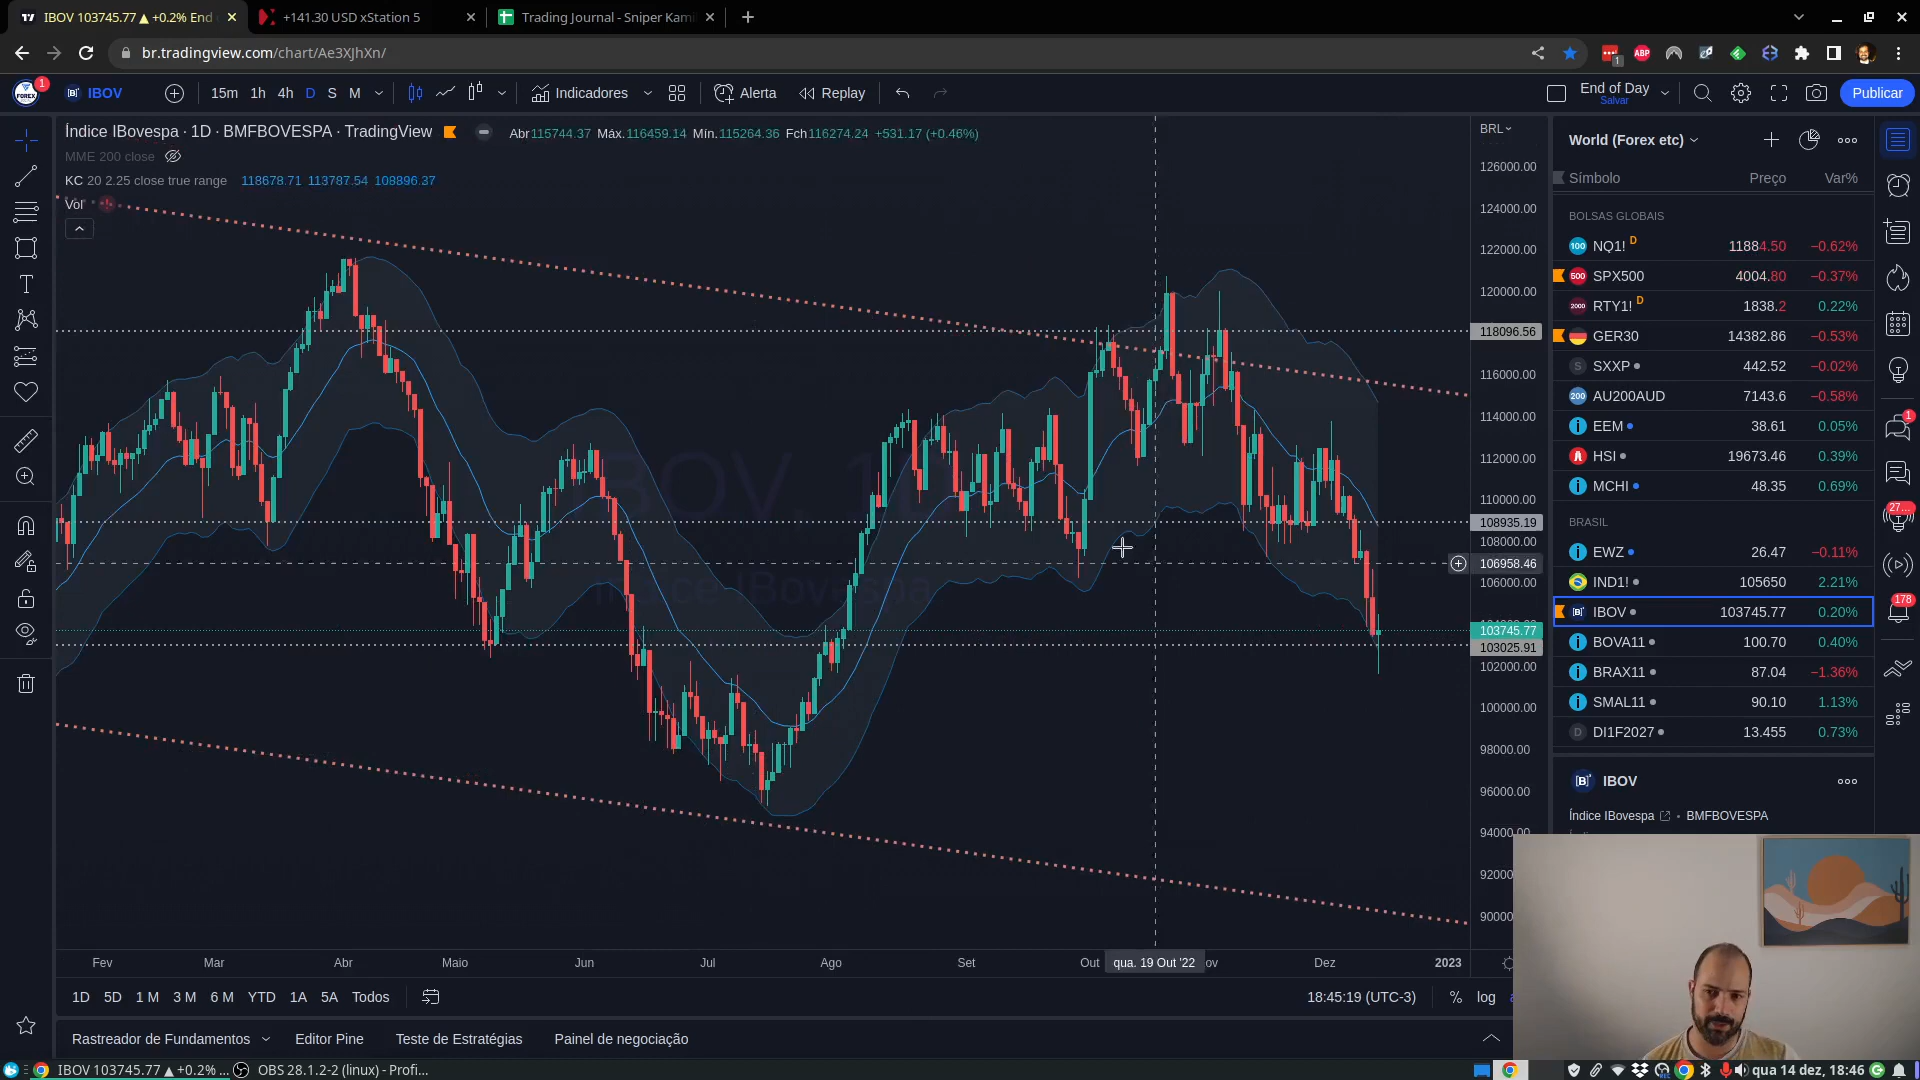 IBOV 103745.77 ▲ +0.2% End
+141.30 USD xStation 5
Trading Journal - Sniper Kami
br.tradingview.com/chart/Ae3XJhXn/
IBOV
15m 1h 4h D S M
Indicadores
Alerta
Replay
End of Day
Salvar
Publicar
Índice IBovespa · 1D · BMFBOVESPA · TradingView
Abr115744.37 Máx.116459.14 Mín.115264.36 Fch116274.24 +531.17 (+0.46%)
BRL
MME 200 close
KC 20 2.25 close true range 118678.71 113787.54 108896.37
Vol
126000.00
124000.00
122000.00
120000.00
118096.56
116000.00
114000.00
112000.00
110000.00
108935.19
108000.00
106958.46
106000.00
103745.77
103025.91
102000.00
100000.00
98000.00
96000.00
94000.00
92000
90000
Índice IBovespa
Fev Mar Abr Maio Jun Jul Ago Set Out qua. 19 Out '22 ov Dez 2023
1D 5D 1 M 3 M 6 M YTD 1A 5A Todos
18:45:19 (UTC-3) % log
Rastreador de Fundamentos Editor Pine Teste de Estratégias Painel de negociação
World (Forex etc)
Símbolo Preço Var%
BOLSAS GLOBAIS
NQ1! D 11884.50 −0.62%
SPX500 4004.80 −0.37%
RTY1! D 1838.2 0.22%
GER30 14382.86 −0.53%
SXXP 442.52 −0.02%
AU200AUD 7143.6 −0.58%
EEM 38.61 0.05%
HSI 19673.46 0.39%
MCHI 48.35 0.69%
BRASIL
EWZ 26.47 −0.11%
IND1! 105650 2.21%
IBOV 103745.77 0.20%
BOVA11 100.70 0.40%
BRAX11 87.04 −1.36%
SMAL11 90.10 1.13%
DI1F2027 13.455 0.73%
IBOV
Índice IBovespa • BMFBOVESPA
1
27...
178
IBOV 103745.77 ▲ +0.2% ...
OBS 28.1.2-2 (linux) - Profi...
qua 14 dez, 18:46